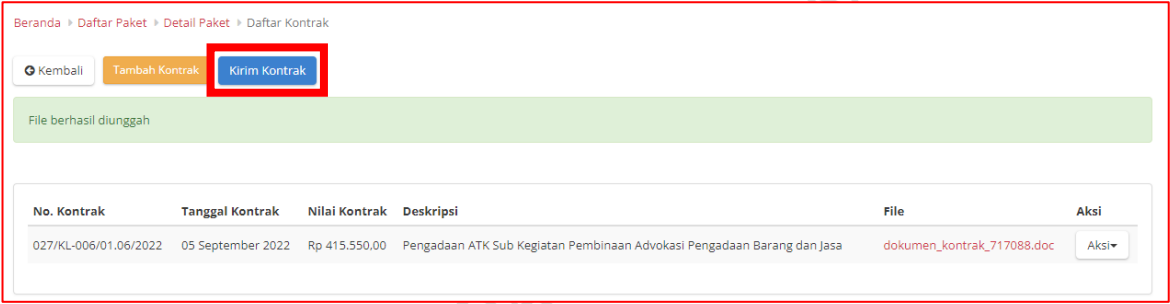 Beranda Daftar Paket Detail Paket Daftar Kontrak
Kembali Tambah Kontrak Kirim Kontrak
File berhasil diunggah
No. Kontrak Tanggal Kontrak Nilai Kontrak Deskripsi File Aksi
027/KL-006/01.06/2022 05 September 2022 Rp 415.550,00 Pengadaan ATK Sub Kegiatan Pembinaan Advokasi Pengadaan Barang dan Jasa dokumen_kontrak_717088.doc Aksi